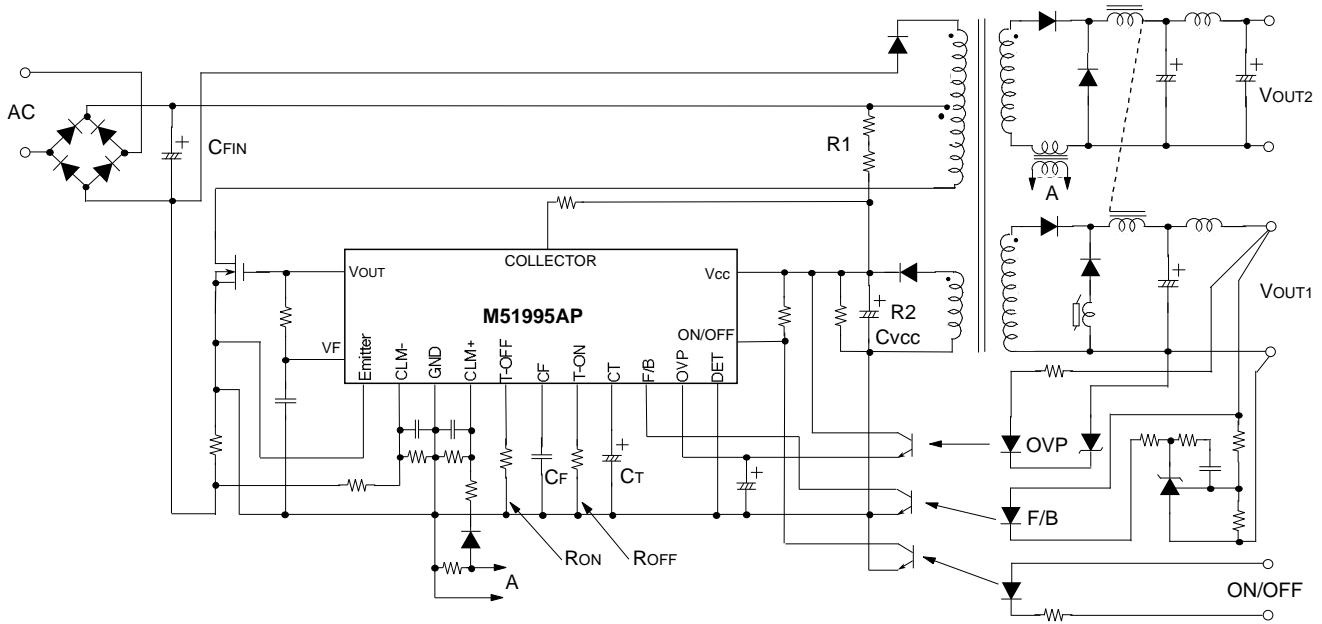 AC
CFIN
R1
VOUT2
A
COLLECTOR
VOUT
VCC
M51995AP
R2
CVCC
VOUT1
ON/OFF
VF
Emitter
CLM-
GND
CLM+
T-OFF
CF
T-ON
CT
F/B
OVP
DET
CF
CT
OVP
F/B
RON
ROFF
A
ON/OFF
+
+
+
+
+
+
+